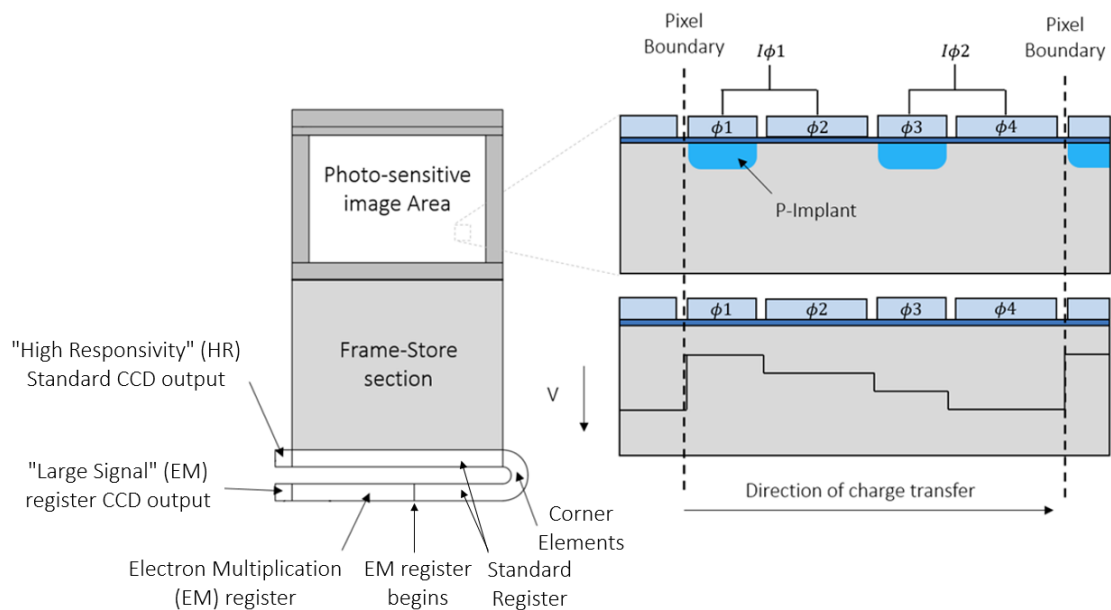 Pixel
Boundary
Pixel
Boundary
Iϕ1
Iϕ2
ϕ1
ϕ2
ϕ3
ϕ4
P-Implant
Photo-sensitive
image Area
Frame-Store
section
"High Responsivity" (HR)
Standard CCD output
"Large Signal" (EM)
register CCD output
Electron Multiplication
(EM) register
EM register
begins
Standard
Register
Corner
Elements
ϕ1
ϕ2
ϕ3
ϕ4
V
Direction of charge transfer